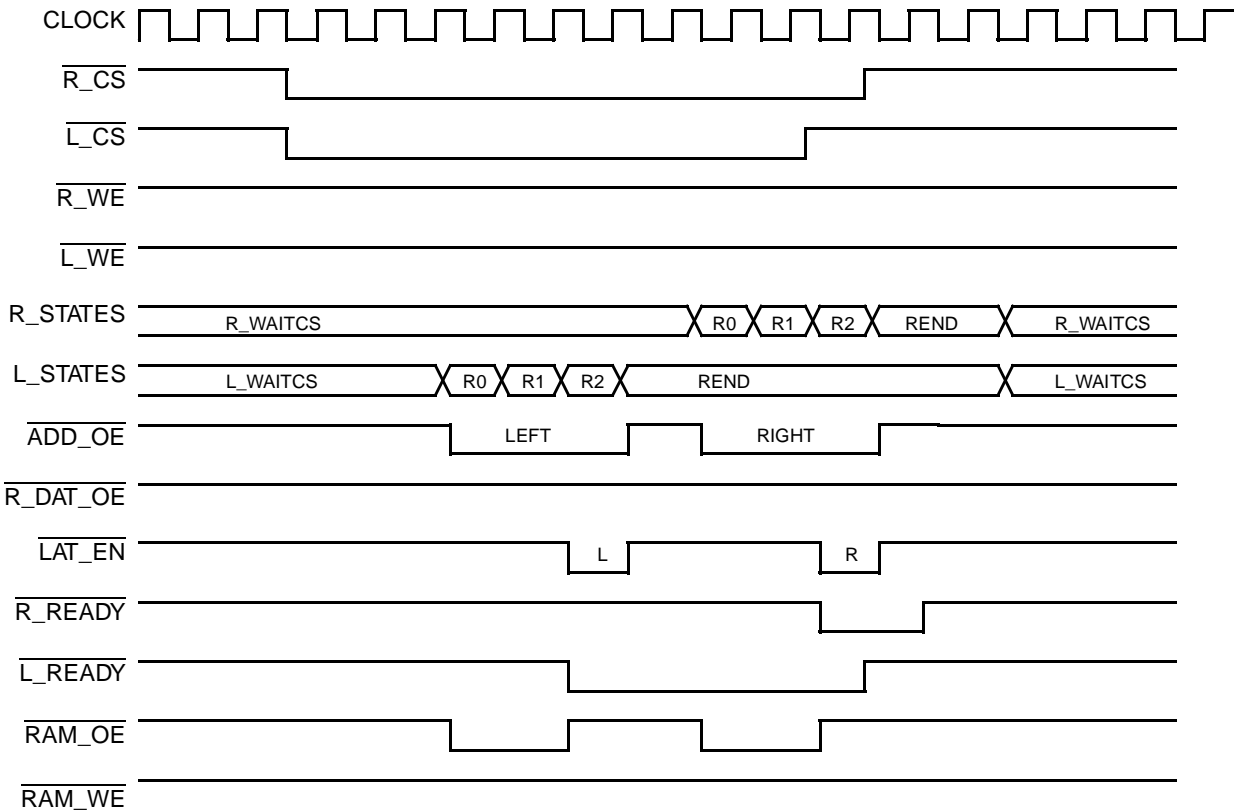 CLOCK
R_CS
L_CS
R_WE
L_WE
R_STATES R_WAITCS R0 R1 R2 REND R_WAITCS
L_STATES L_WAITCS R0 R1 R2 REND L_WAITCS
ADD_OE LEFT RIGHT
R_DAT_OE
LAT_EN L R
R_READY
L_READY
RAM_OE
RAM_WE